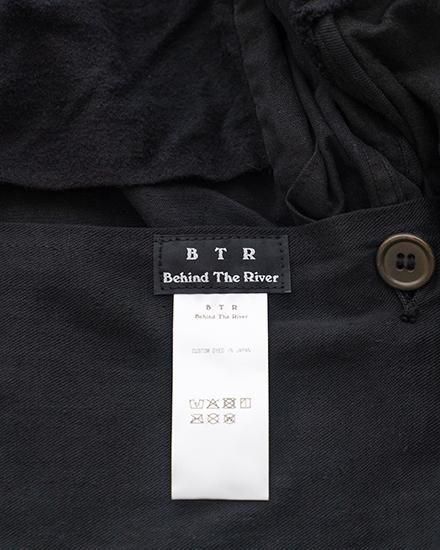 B T R
Behind The River
B T R
Behind The River
CUSTOM DYED IN JAPAN